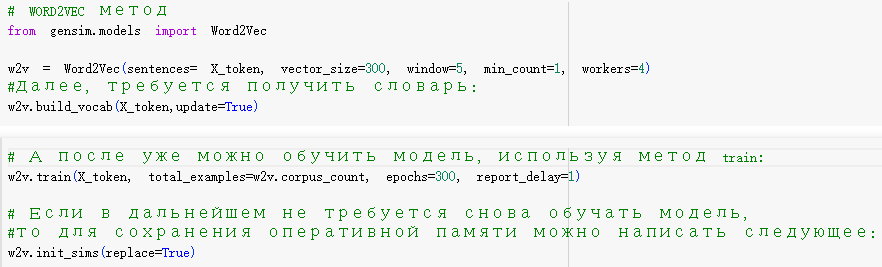 # WORD2VEC метод
from gensim.models import Word2Vec
w2v = Word2Vec(sentences= X_token, vector_size=300, window=5, min_count=1, workers=4)
#Далее, требуется получить словарь:
w2v.build_vocab(X_token,update=True)
# А после уже можно обучить модель, используя метод train:
w2v.train(X_token, total_examples=w2v.corpus_count, epochs=300, report_delay=1)
# Если в дальнейшем не требуется снова обучать модель,
#то для сохранения оперативной памяти можно написать следующее:
w2v.init_sims(replace=True)